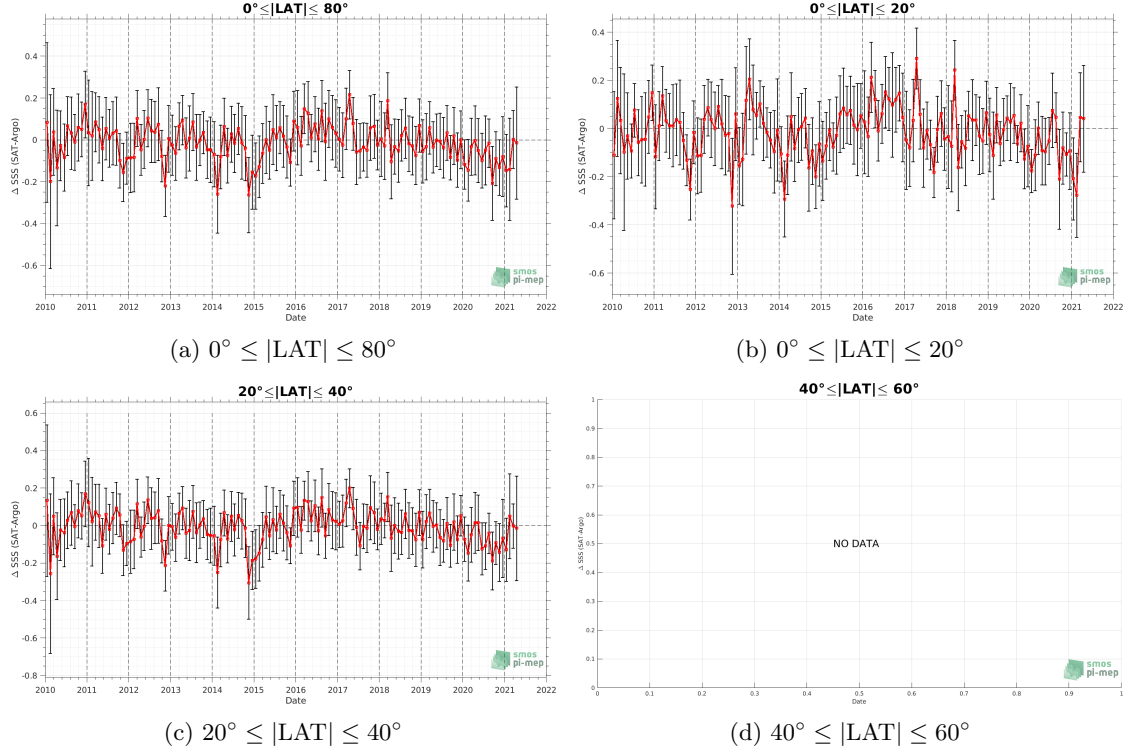 0°≤|LAT|≤ 80°
0.4
0.2
0
-0.2
-0.4
-0.6
Δ SSS (SAT-Argo)
2010 2011 2012 2013 2014 2015 2016 2017 2018 2019 2020 2021 2022
Date
smos
pi-mep
(a) 0° ≤ |LAT| ≤ 80°
0°≤|LAT|≤ 20°
0.4
0.2
0
-0.2
-0.4
-0.6
Δ SSS (SAT-Argo)
2010 2011 2012 2013 2014 2015 2016 2017 2018 2019 2020 2021 2022
Date
smos
pi-mep
(b) 0° ≤ |LAT| ≤ 20°
20°≤|LAT|≤ 40°
0.6
0.4
0.2
0
-0.2
-0.4
-0.6
-0.8
Δ SSS (SAT-Argo)
2010 2011 2012 2013 2014 2015 2016 2017 2018 2019 2020 2021 2022
Date
smos
pi-mep
(c) 20° ≤ |LAT| ≤ 40°
40°≤|LAT|≤ 60°
1
0.9
0.8
0.7
0.6
0.5
0.4
0.3
0.2
0.1
0
Δ SSS (SAT-Argo)
NO DATA
0 0.1 0.2 0.3 0.4 0.5 0.6 0.7 0.8 0.9 1
Date
smos
pi-mep
(d) 40° ≤ |LAT| ≤ 60°